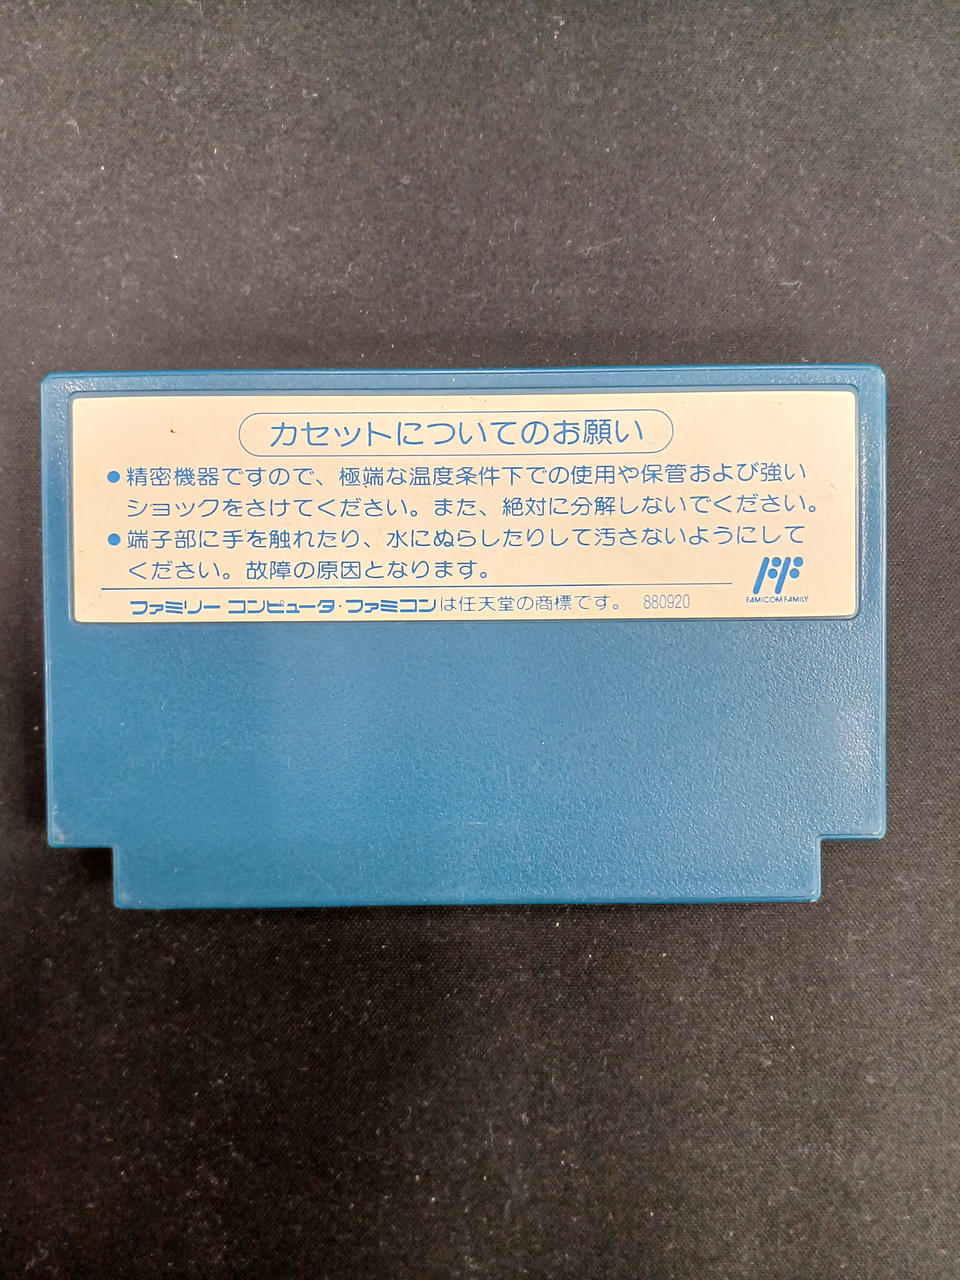 カセットについてのお願い
●精密機器ですので、極端な温度条件下での使用や保管および強い
ショックをさけてください。また、絶対に分解しないでください。
●端子部に手を触れたり、水にぬらしたりして汚さないようにして
ください。故障の原因となります。
FAMICOM FAMILY
ファミリー コンピュータ・ファミコンは任天堂の商標です。 880920